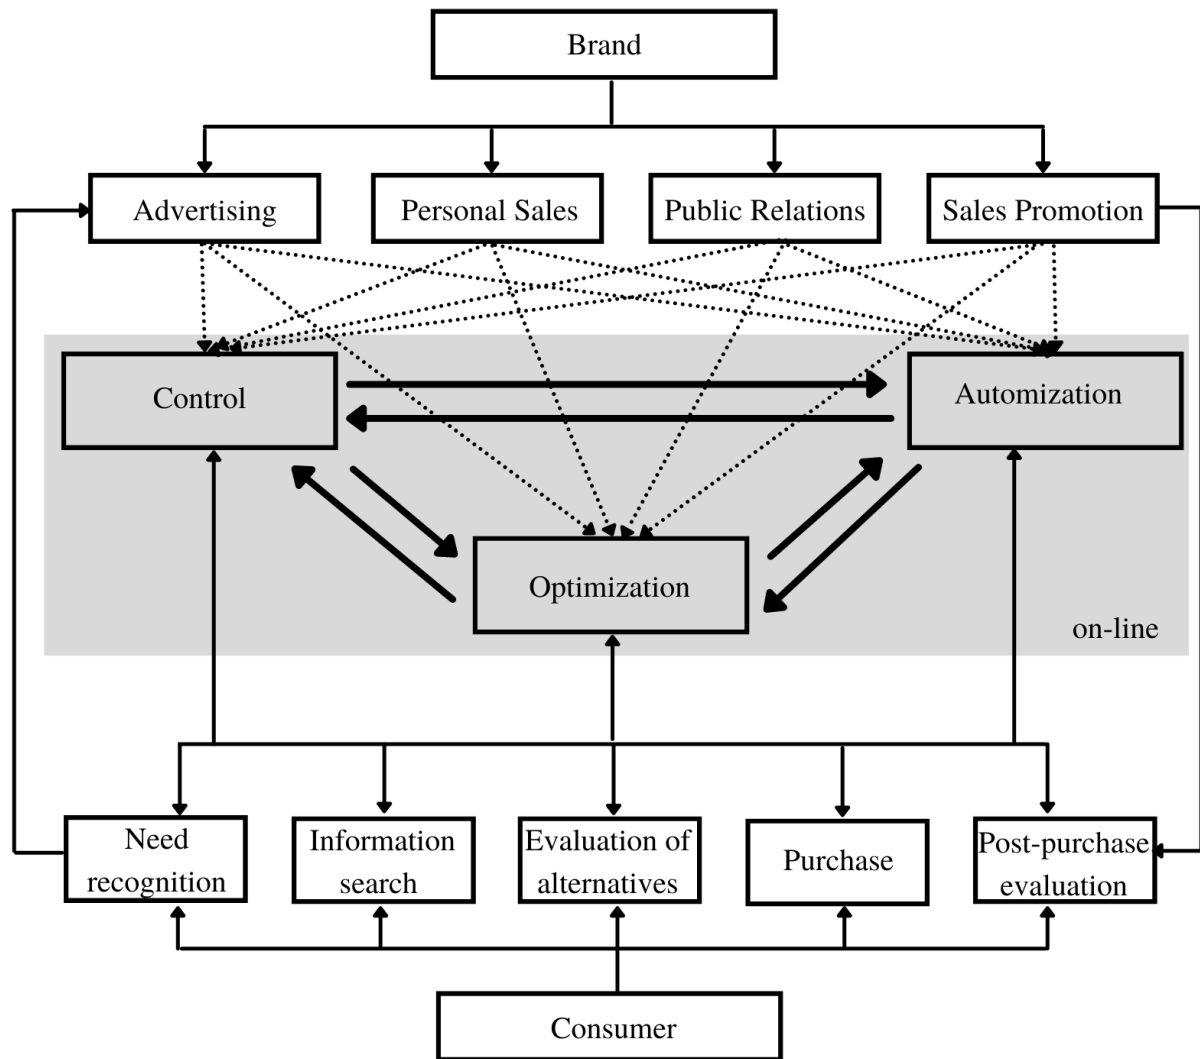 Brand
Advertising
Personal Sales
Public Relations
Sales Promotion
Control
Automization
Optimization
on-line
Need
recognition
Information
search
Evaluation of
alternatives
Purchase
Post-purchase
evaluation
Consumer